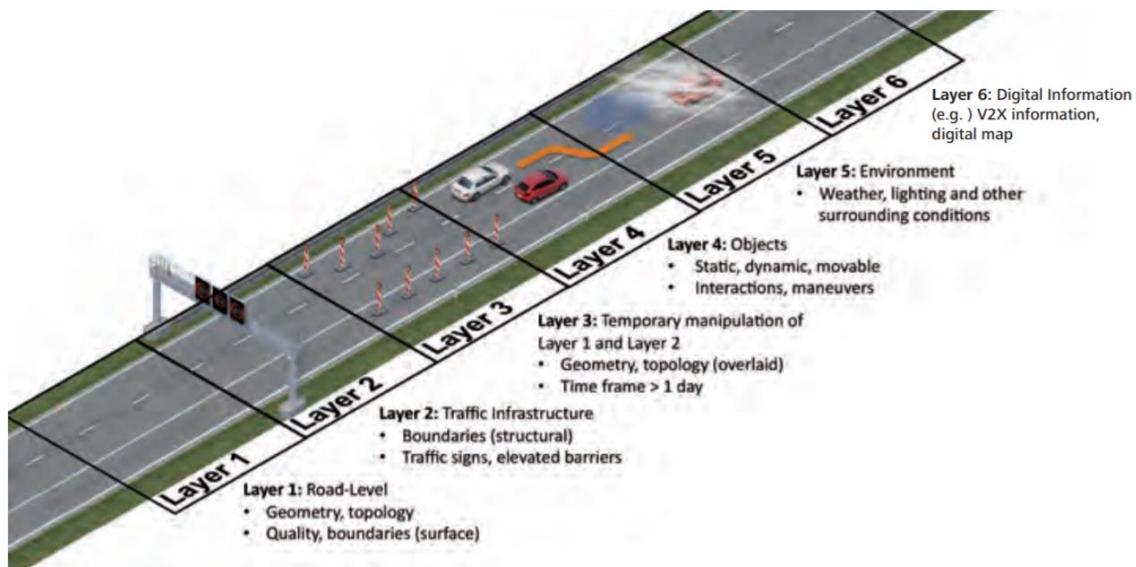 Layer 6: Digital Information
(e.g. ) V2X information,
digital map
Layer 6
Layer 5: Environment
• Weather, lighting and other
surrounding conditions
Layer 5
Layer 4: Objects
• Static, dynamic, movable
• Interactions, maneuvers
Layer 4
Layer 3: Temporary manipulation of
Layer 1 and Layer 2
• Geometry, topology (overlaid)
• Time frame > 1 day
Layer 3
Layer 2: Traffic Infrastructure
• Boundaries (structural)
• Traffic signs, elevated barriers
Layer 2
Layer 1: Road-Level
• Geometry, topology
• Quality, boundaries (surface)
Layer 1